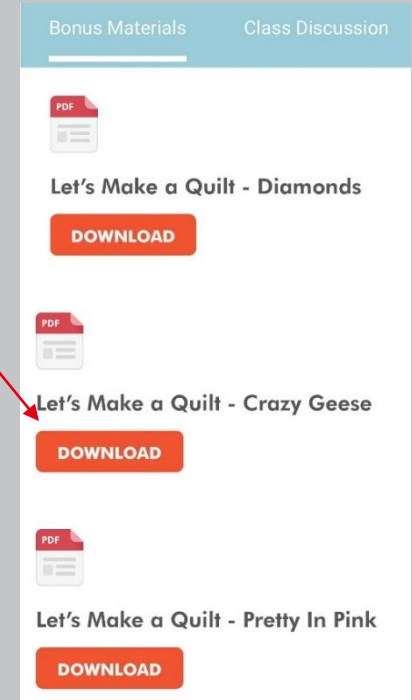 Bonus Materials Class Discussion
PDF
Let's Make a Quilt - Diamonds
DOWNLOAD
PDF
Let's Make a Quilt - Crazy Geese
DOWNLOAD
PDF
Let's Make a Quilt - Pretty In Pink
DOWNLOAD